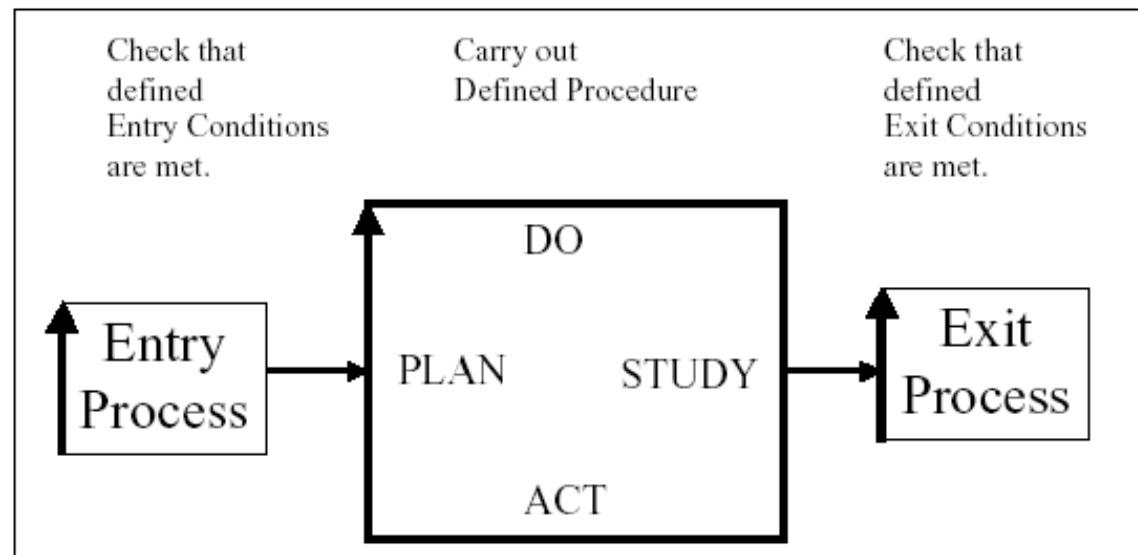 Check that
defined
Entry Conditions
are met.
Carry out
Defined Procedure
Check that
defined
Exit Conditions
are met.
Entry
Process
PLAN
DO
STUDY
ACT
Exit
Process